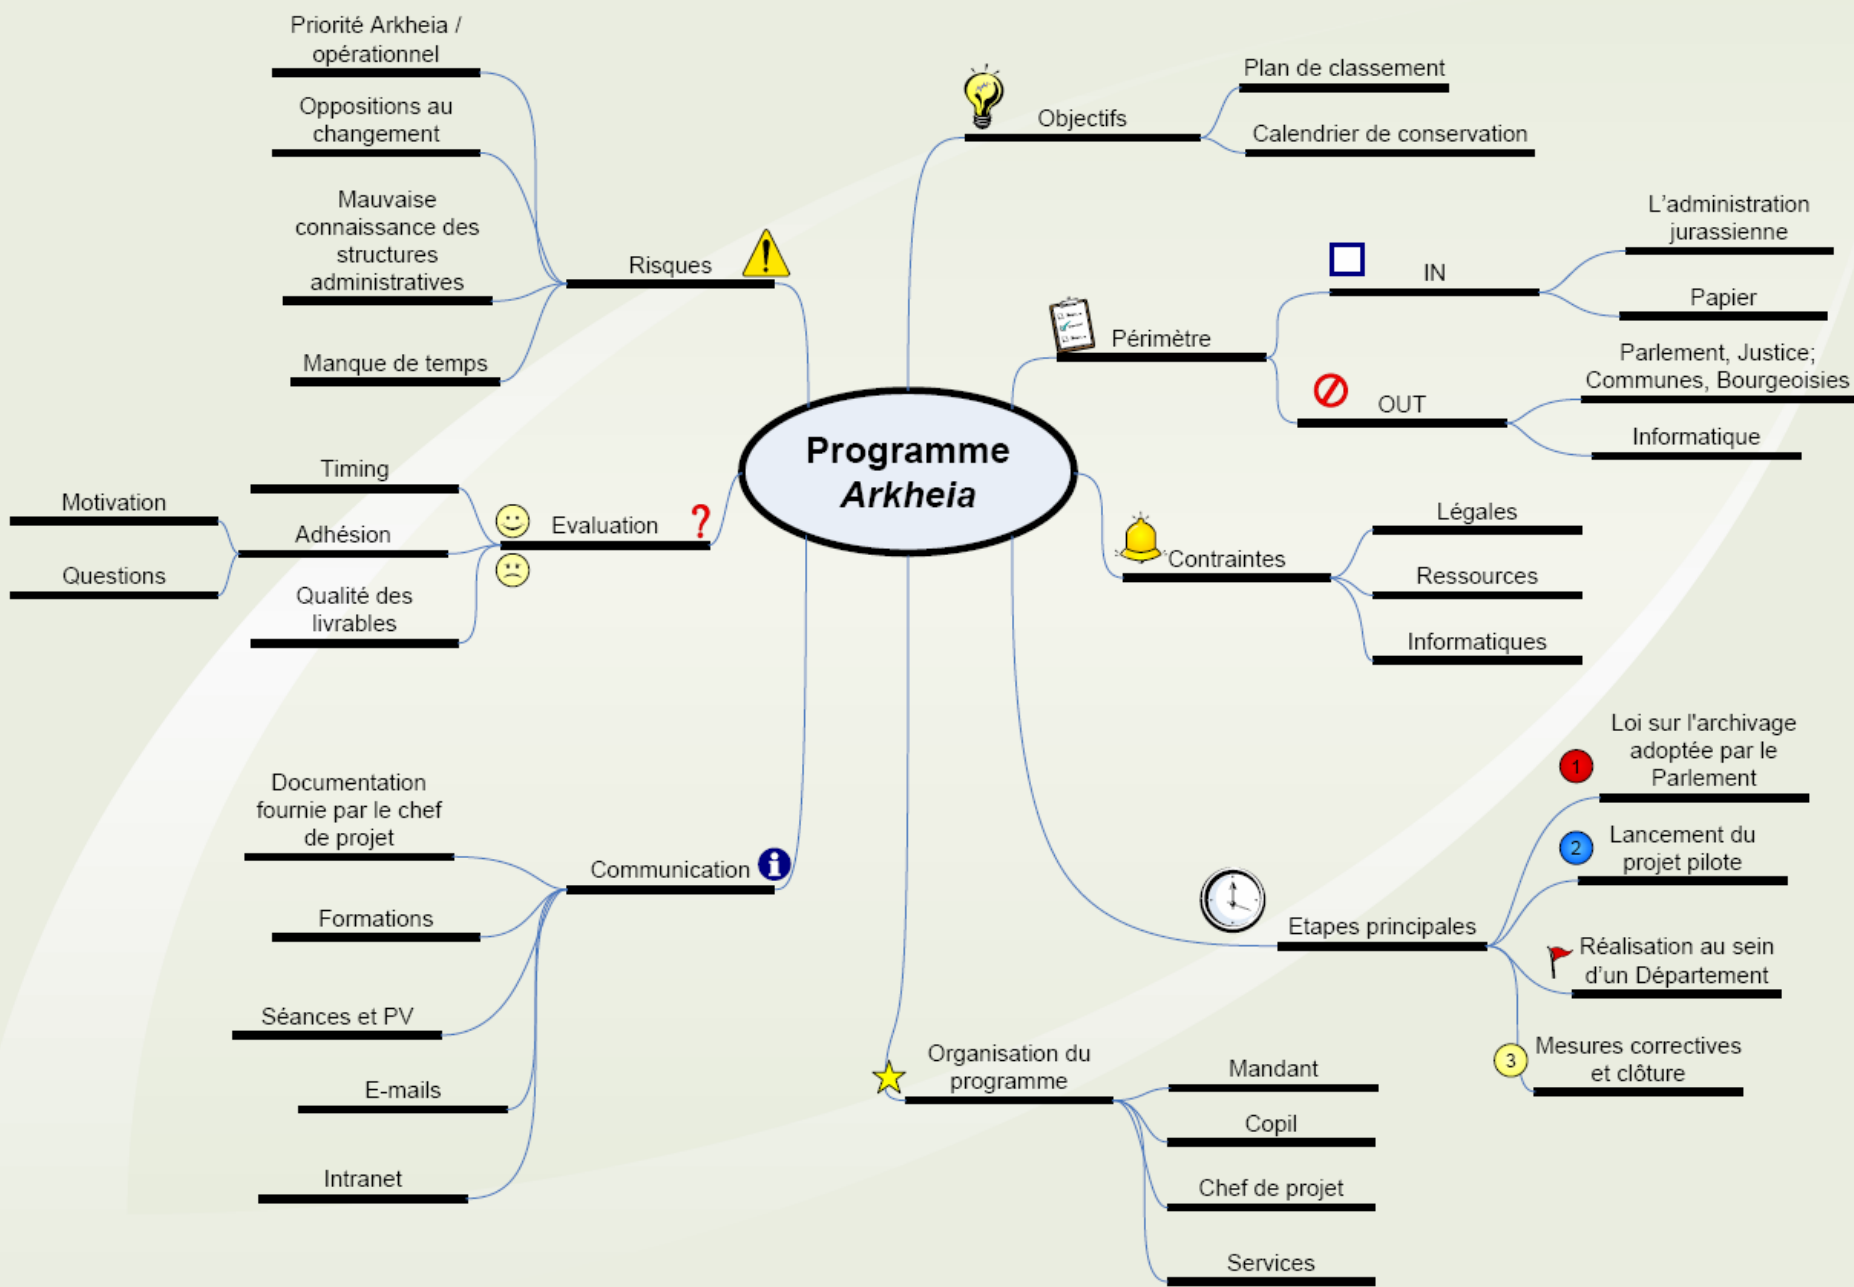 Programme
Arkheia
Objectifs
Plan de classement
Calendrier de conservation
Périmètre
IN
L'administration
jurassienne
Papier
OUT
Parlement, Justice;
Communes, Bourgeoisies
Informatique
Contraintes
Légales
Ressources
Informatiques
Etapes principales
1
Loi sur l'archivage
adoptée par le
Parlement
2
Lancement du
projet pilote
Réalisation au sein
d'un Département
3
Mesures correctives
et clôture
Organisation du
programme
Mandant
Copil
Chef de projet
Services
Communication
Documentation
fournie par le chef
de projet
Formations
Séances et PV
E-mails
Intranet
Evaluation
?
Timing
Adhésion
Motivation
Questions
Qualité des
livrables
Risques
Priorité Arkheia /
opérationnel
Oppositions au
changement
Mauvaise
connaissance des
structures
administratives
Manque de temps